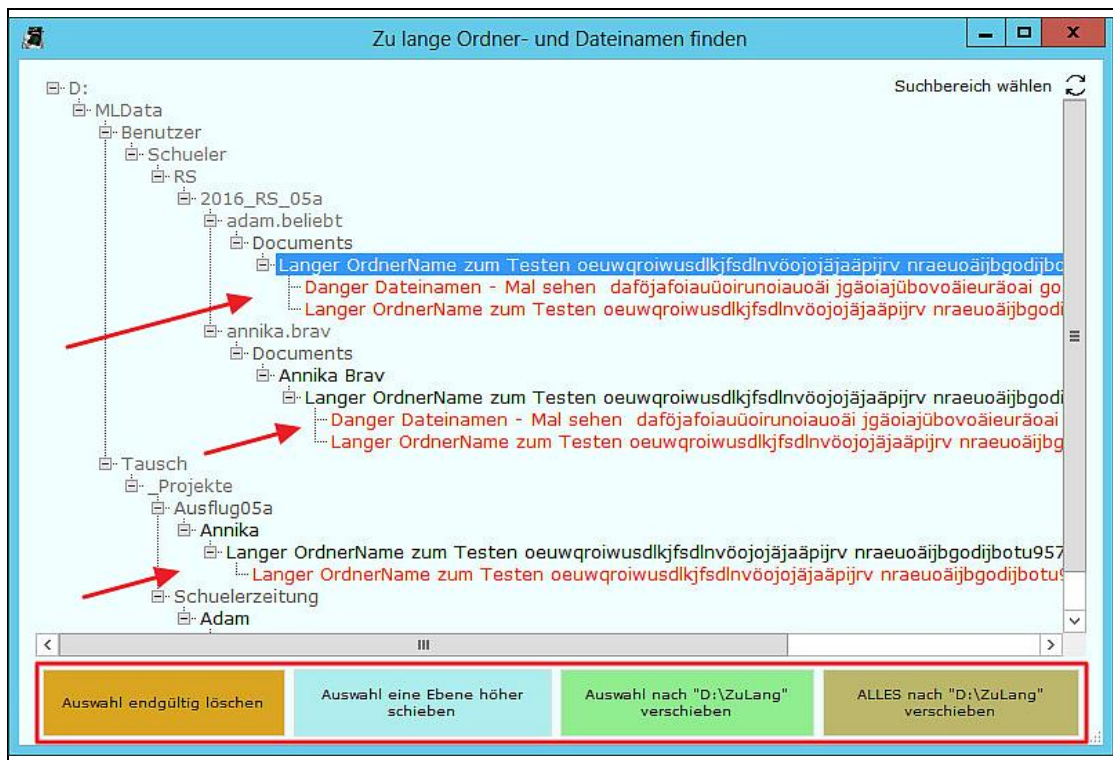 Zu lange Ordner- und Dateinamen finden
Suchbereich wählen
D:
MLData
Benutzer
Schueler
RS
2016_RS_05a
adam.beliebt
Documents
Langer OrdnerName zum Testen oeuwqroiwusdlkjfsdlnvöojojäjaäpijrv nraeuoäijbgodijbo
Danger Dateinamen - Mal sehen daföjafoiauüoirunoiauoäi jgäoiajübovoäieuräoai go
Langer OrdnerName zum Testen oeuwqroiwusdlkjfsdlnvöojojäjaäpijrv nraeuoäijbgodi
annika.brav
Documents
Annika Brav
Langer OrdnerName zum Testen oeuwqroiwusdlkjfsdlnvöojojäjaäpijrv nraeuoäijbgodi
Danger Dateinamen - Mal sehen daföjafoiauüoirunoiauoäi jgäoiajübovoäieuräoai
Langer OrdnerName zum Testen oeuwqroiwusdlkjfsdlnvöojojäjaäpijrv nraeuoäijbg
Tausch
_Projekte
Ausflug05a
Annika
Langer OrdnerName zum Testen oeuwqroiwusdlkjfsdlnvöojojäjaäpijrv nraeuoäijbgodijbotu957
Langer OrdnerName zum Testen oeuwqroiwusdlkjfsdlnvöojojäjaäpijrv nraeuoäijbgodijbotu9
Schuelerzeitung
Adam
Auswahl endgültig löschen
Auswahl eine Ebene höher
schieben
Auswahl nach "D:\ZuLang"
verschieben
ALLES nach "D:\ZuLang"
verschieben